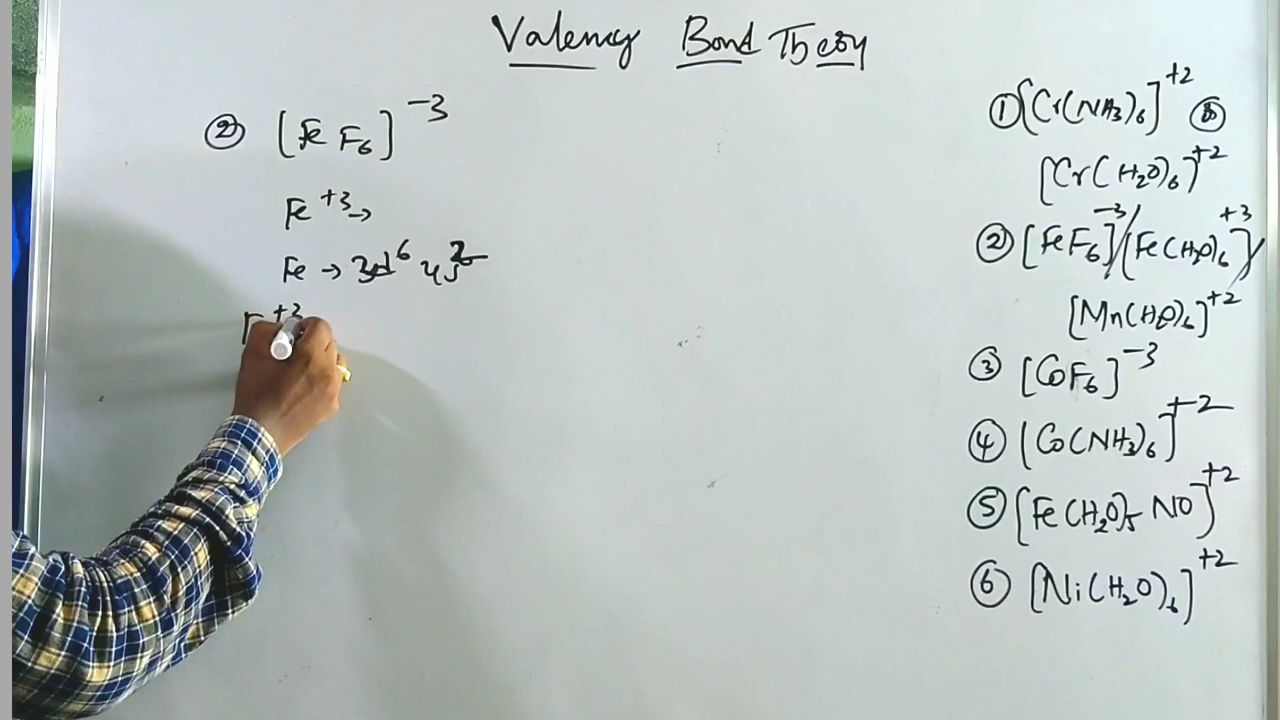 Valency Bond Theory
② [Fe F₆]⁻³
Fe⁺³→
Fe → 3d⁶ 4s²
F +3
① [Cr(NH₃)₆]⁺²
[Cr(H₂O)₆]⁺²
② [FeF₆]⁻³/[Fe(H₂O)₆]⁺³/
[Mn(H₂O)₆]⁺²
③ [CoF₆]⁻³
④ [Co(NH₃)₆]⁺²
⑤ [Fe(H₂O)₅ NO]⁺²
⑥ [Ni(H₂O)₆]⁺²